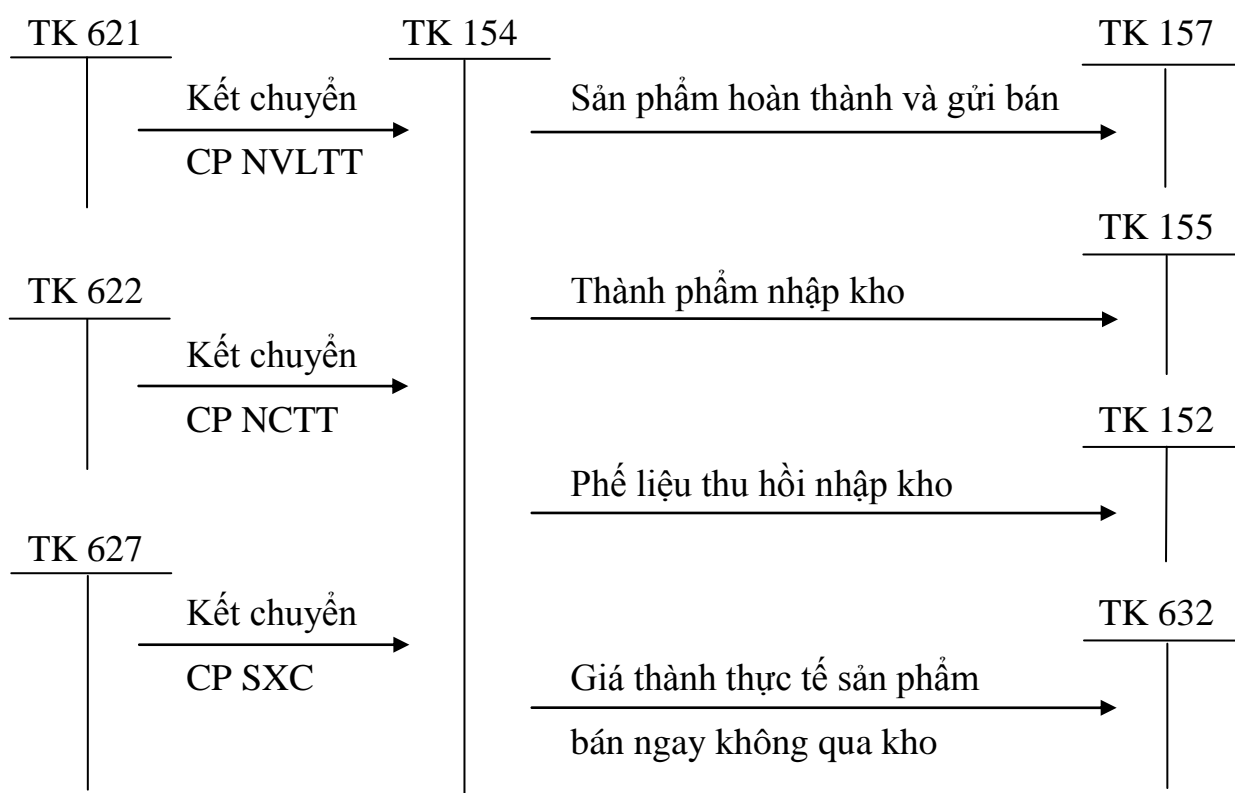 TK 621
TK 154
TK 157
Kết chuyển
Sản phẩm hoàn thành và gửi bán
CP NVLTT
TK 155
TK 622
Thành phẩm nhập kho
Kết chuyển
CP NCTT
TK 152
Phế liệu thu hồi nhập kho
TK 627
Kết chuyển
TK 632
CP SXC
Giá thành thực tế sản phẩm
bán ngay không qua kho